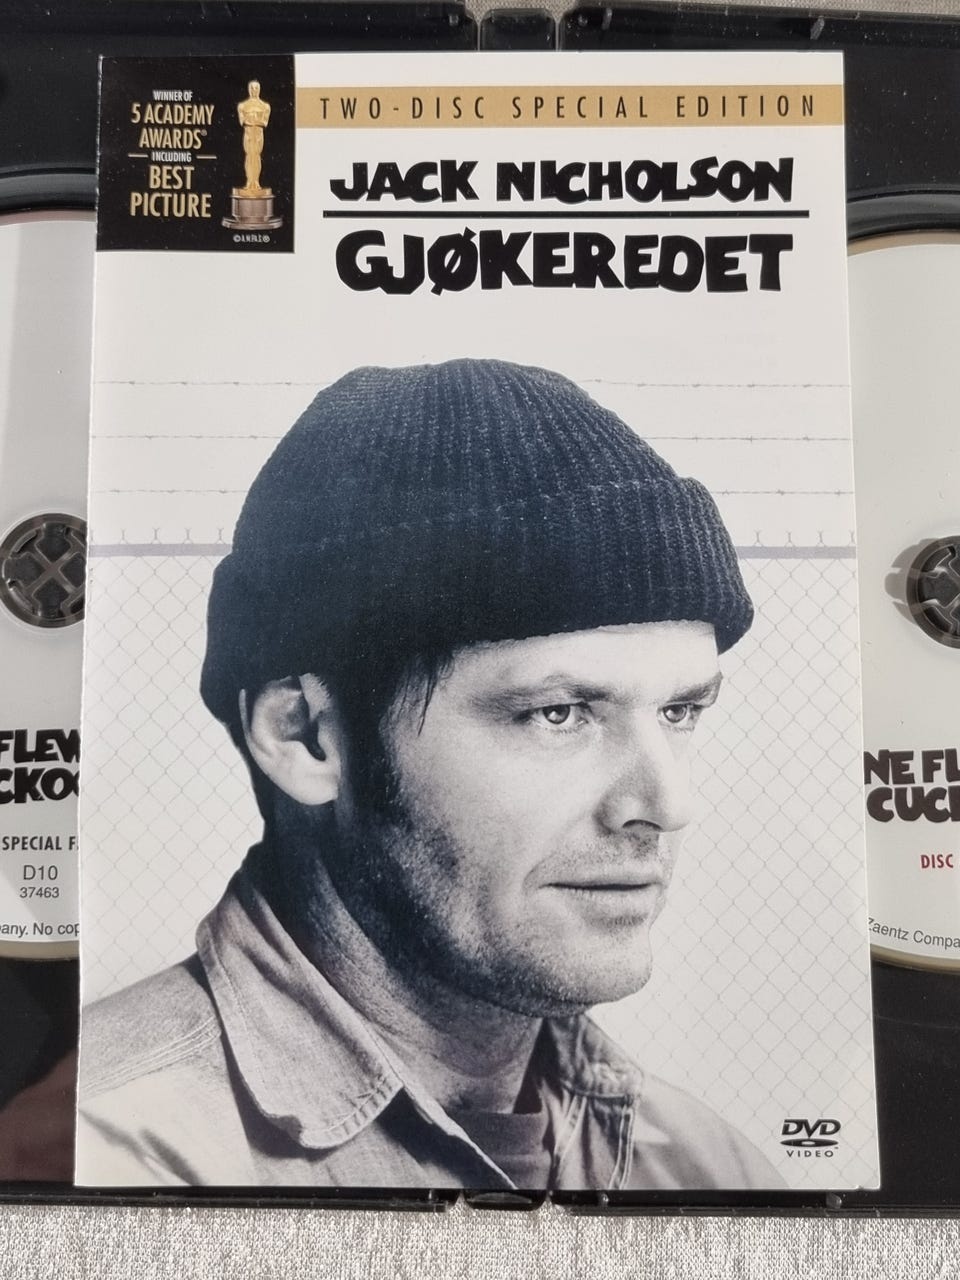 WINNER OF
5 ACADEMY
AWARDS®
INCLUDING
BEST
PICTURE
TWO-DISC SPECIAL EDITION
JACK NICHOLSON
GJØKEREDET
FLEW
CKOO
SPECIAL F
D10
37463
any. No cop
NE FL
CUC
DISC
Zaentz Compa
DVD
VIDEO